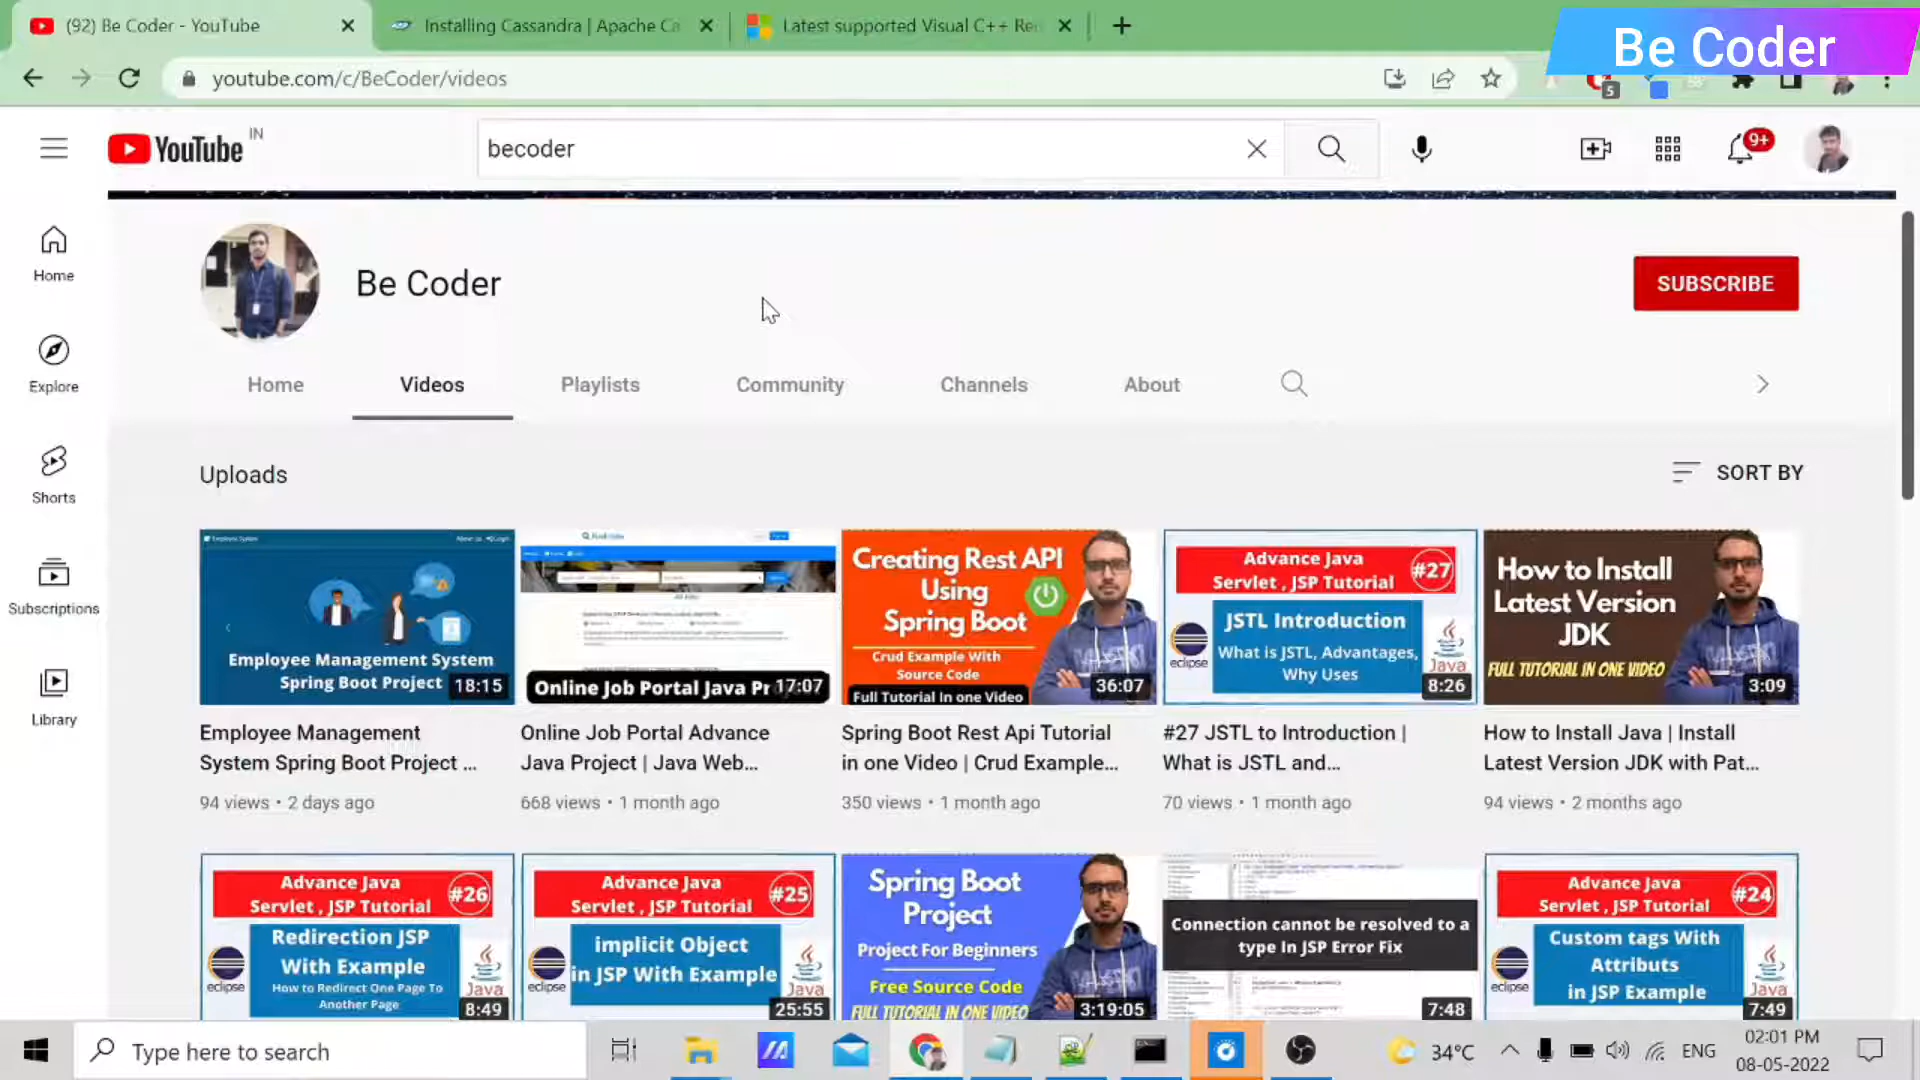 (92) Be Coder - YouTube
Installing Cassandra | Apache Ca
Latest supported Visual C++ Re
Be Coder
youtube.com/c/BeCoder/videos
5
YouTube IN
becoder
9+
Home
Explore
Shorts
Subscriptions
Library
Be Coder
SUBSCRIBE
Home
Videos
Playlists
Community
Channels
About
Uploads
SORT BY
Employee Management System
Spring Boot Project
18:15
Online Job Portal Java Pr
17:07
Creating Rest API
Using
Spring Boot
Crud Example With
Source Code
Full Tutorial In one Video
36:07
Advance Java
Servlet , JSP Tutorial
#27
JSTL Introduction
What is JSTL, Advantages,
Why Uses
eclipse
Java
8:26
How to Install
Latest Version
JDK
FULL TUTORIAL IN ONE VIDEO
3:09
Employee Management
System Spring Boot Project ...
94 views • 2 days ago
Online Job Portal Advance
Java Project | Java Web...
668 views • 1 month ago
Spring Boot Rest Api Tutorial
in one Video | Crud Example...
350 views • 1 month ago
#27 JSTL to Introduction |
What is JSTL and...
70 views • 1 month ago
How to Install Java | Install
Latest Version JDK with Pat...
94 views • 2 months ago
Advance Java
Servlet , JSP Tutorial
#26
Redirection JSP
With Example
How to Redirect One Page To
Another Page
eclipse
Java
8:49
Advance Java
Servlet , JSP Tutorial
#25
implicit Object
in JSP With Example
eclipse
Java
25:55
Spring Boot
Project
Project For Beginners
Free Source Code
FULL TUTORIAL IN ONE VIDEO
3:19:05
Connection cannot be resolved to a
type In JSP Error Fix
7:48
Advance Java
Servlet , JSP Tutorial
#24
Custom tags With
Attributs
in JSP Example
eclipse
Java
7:49
Type here to search
34°C
ENG
02:01 PM
08-05-2022